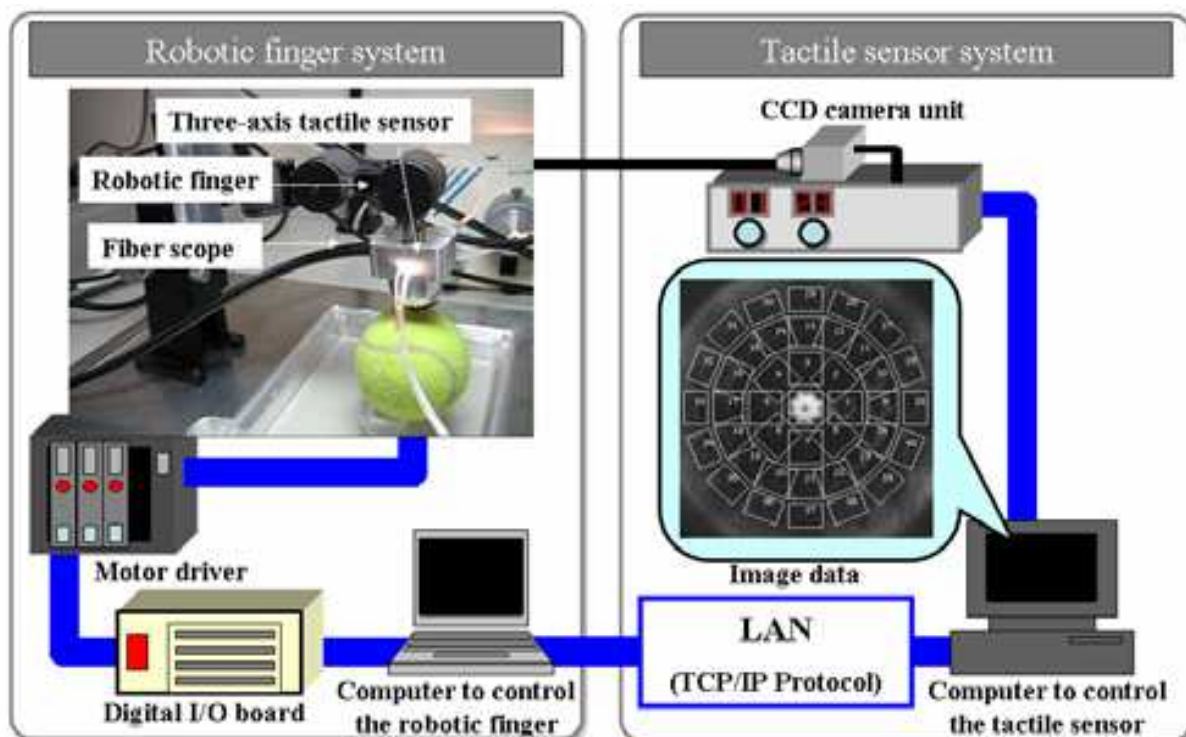 Robotic finger system
Tactile sensor system
Three-axis tactile sensor
Robotic finger
Fiber scope
CCD camera unit
Image data
Motor driver
LAN
(TCP/IP Protocol)
Digital I/O board
Computer to control
the robotic finger
Computer to control
the tactile sensor